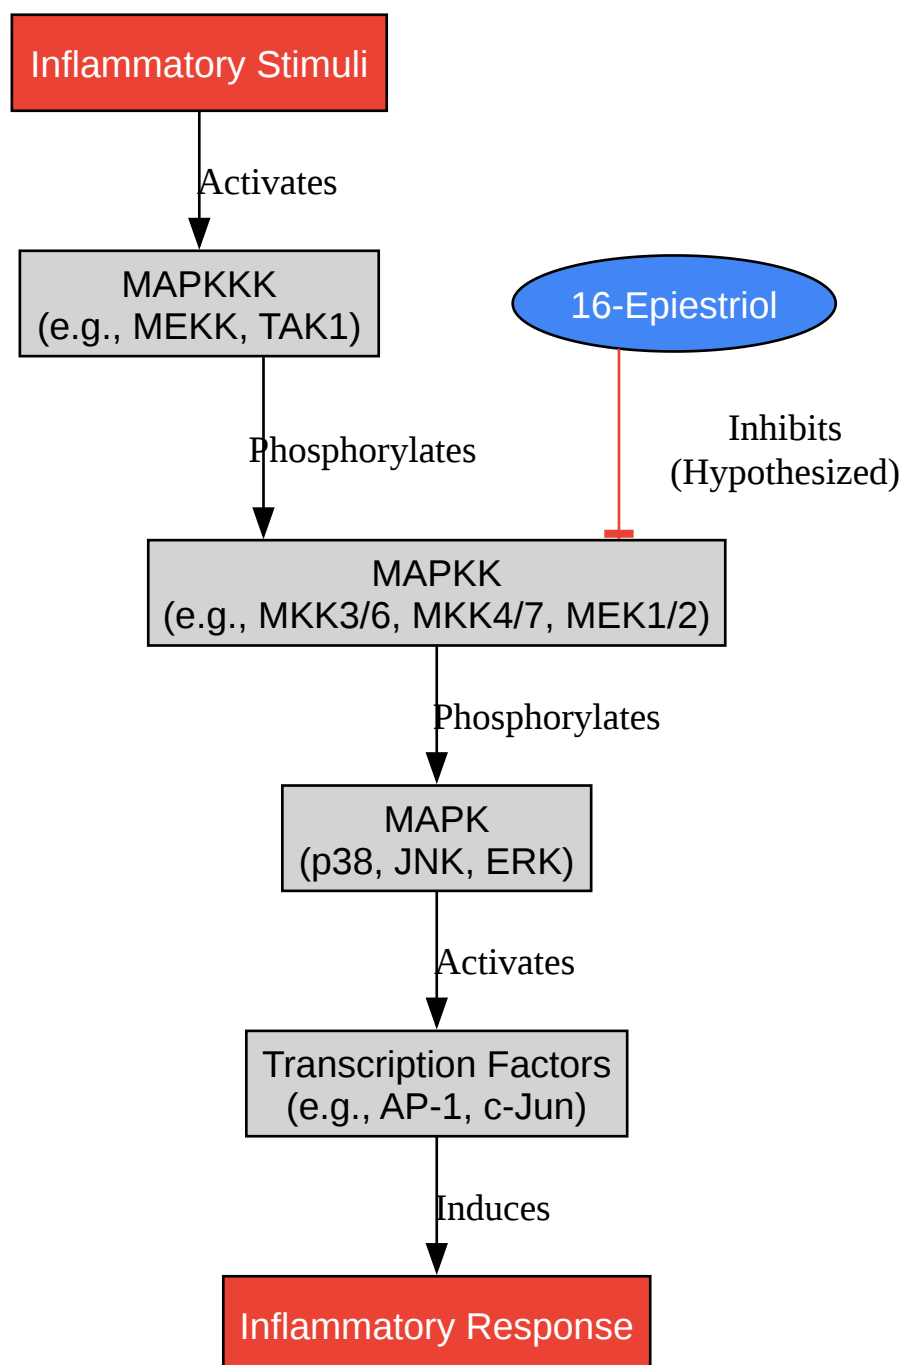 Inflammatory Stimuli
Activates
MAPKKK
(e.g., MEKK, TAK1)
16-Epiestriol
Phosphorylates
Inhibits
(Hypothesized)
MAPKK
(e.g., MKK3/6, MKK4/7, MEK1/2)
Phosphorylates
MAPK
(p38, JNK, ERK)
Activates
Transcription Factors
(e.g., AP-1, c-Jun)
Induces
Inflammatory Response